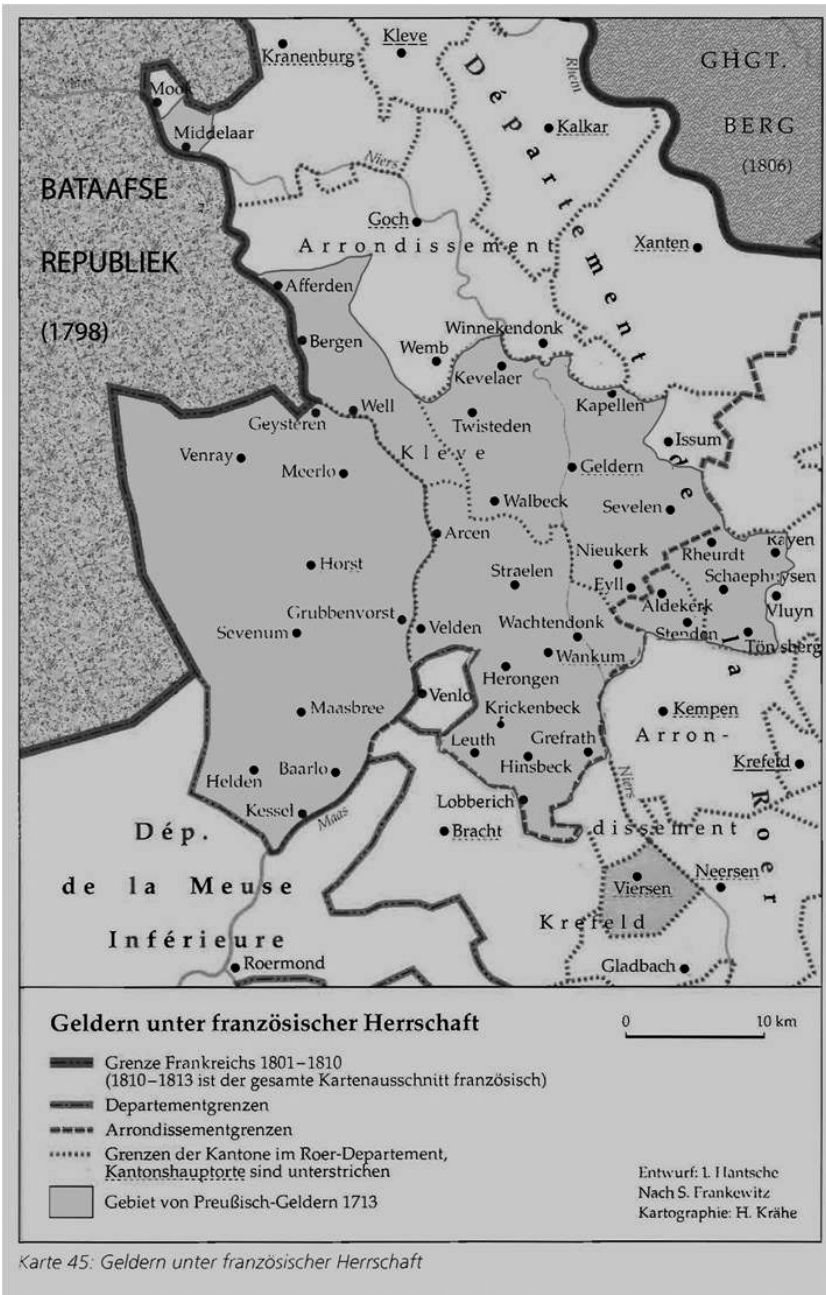 Kranenburg
Kleve
Rhein
GHGT.
BERG
(1806)
Mook
Middelaar
Niers
Kalkar
Département
BATAAFSE
REPUBLIEK
(1798)
Goch
Arrondissement
Xanten
Afferden
Bergen
Wemb
Winnekendonk
Kevelaer
Kapellen
Geysteren
Well
Twisteden
Issum
Kleve
Venray
Meerlo
Geldern
de
Walbeck
Sevelen
Arcen
Nieukerk
Rheurdt
Rayen
Horst
Straelen
Eyll
Schaephuysen
Aldekerk
Vluyn
Grubbenvorst
Velden
Wachtendonk
Stenden
la
Tönisberg
Sevenum
Wankum
Herongen
Venlo
Maasbree
Krickenbeck
Kempen
Arron-
Leuth
Grefrath
Helden
Baarlo
Hinsbeck
Niers
Krefeld
Kessel
Maas
Lobberich
Roer
Dép.
Bracht
dissement
de la Meuse
Viersen
Neersen
Inférieure
Krefeld
Roermond
Gladbach
Geldern unter französischer Herrschaft
0 10 km
Grenze Frankreichs 1801–1810
(1810–1813 ist der gesamte Kartenausschnitt französisch)
Departementgrenzen
Arrondissementgrenzen
Grenzen der Kantone im Roer-Departement,
Kantonshauptorte sind unterstrichen
Gebiet von Preußisch-Geldern 1713
Entwurf: I. Hantsche
Nach S. Frankewitz
Kartographie: H. Krähe
Karte 45: Geldern unter französischer Herrschaft